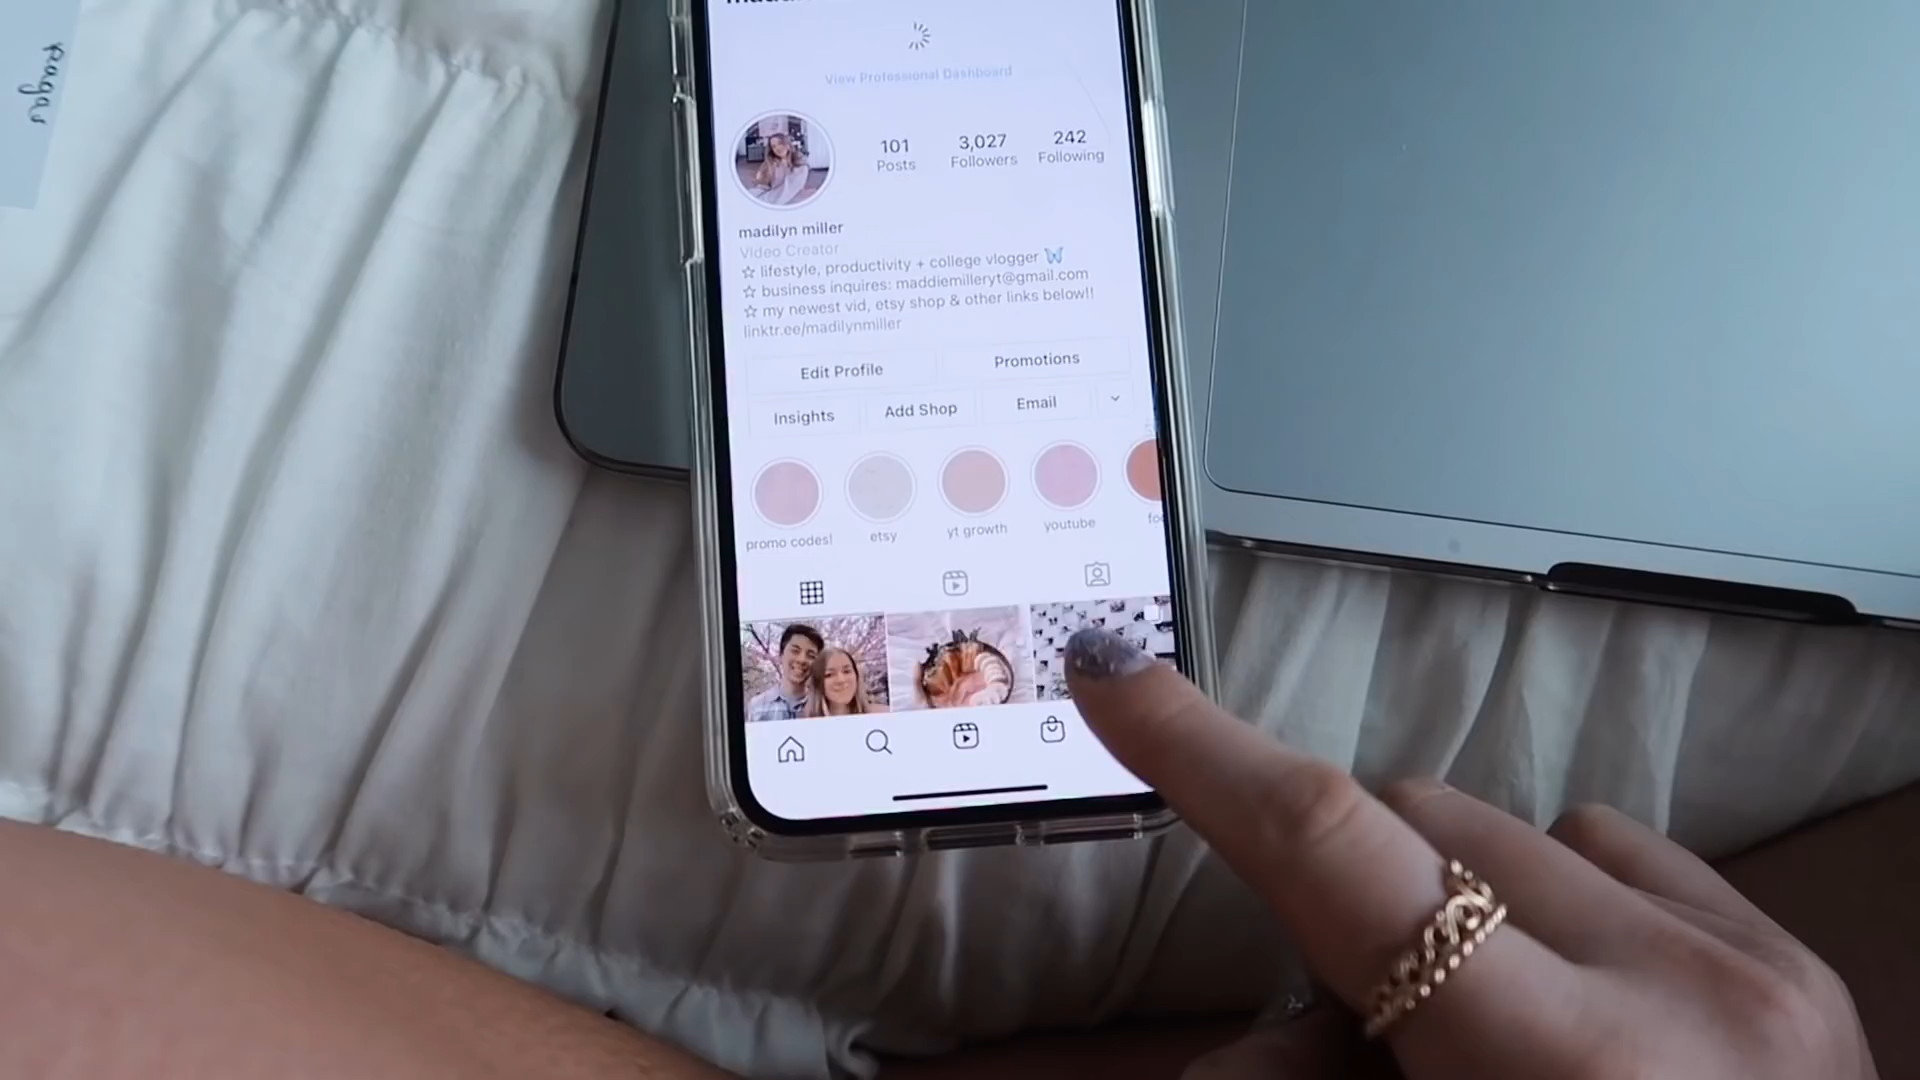 View Professional Dashboard
101
Posts
3,027
Followers
242
Following
madilyn miller
Video Creator
☆ lifestyle, productivity + college vlogger 🦋
☆ business inquires: maddiemilleryt@gmail.com
☆ my newest vid, etsy shop & other links below!!
linktr.ee/madilynmiller
Edit Profile
Promotions
Insights
Add Shop
Email
promo codes!
etsy
yt growth
youtube